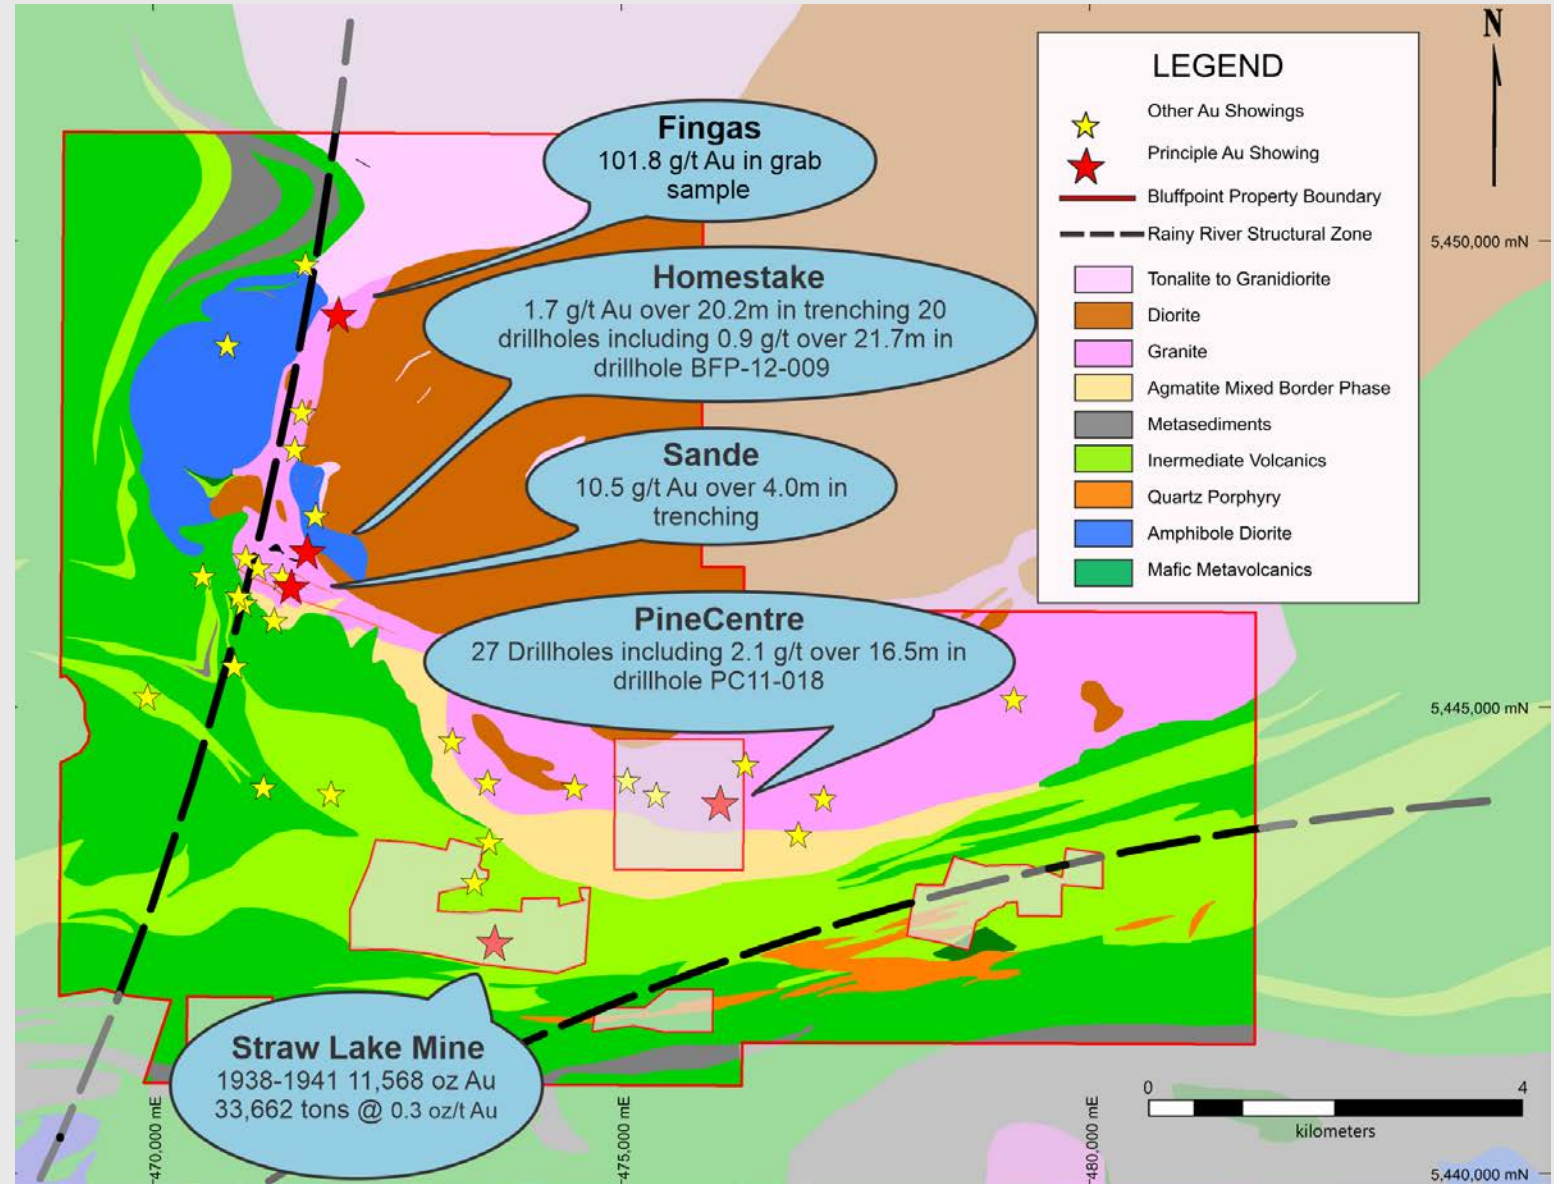 N
LEGEND
Other Au Showings
Principle Au Showing
Bluffpoint Property Boundary
Rainy River Structural Zone
Tonalite to Granidiorite
Diorite
Granite
Agmatite Mixed Border Phase
Metasediments
Inermediate Volcanics
Quartz Porphyry
Amphibole Diorite
Mafic Metavolcanics
Fingas
101.8 g/t Au in grab
sample
Homestake
1.7 g/t Au over 20.2m in trenching 20
drillholes including 0.9 g/t over 21.7m in
drillhole BFP-12-009
Sande
10.5 g/t Au over 4.0m in
trenching
PineCentre
27 Drillholes including 2.1 g/t over 16.5m in
drillhole PC11-018
Straw Lake Mine
1938-1941 11,568 oz Au
33,662 tons @ 0.3 oz/t Au
5,450,000 mN
5,445,000 mN
5,440,000 mN
470,000 mE
475,000 mE
480,000 mE
0 4
kilometers